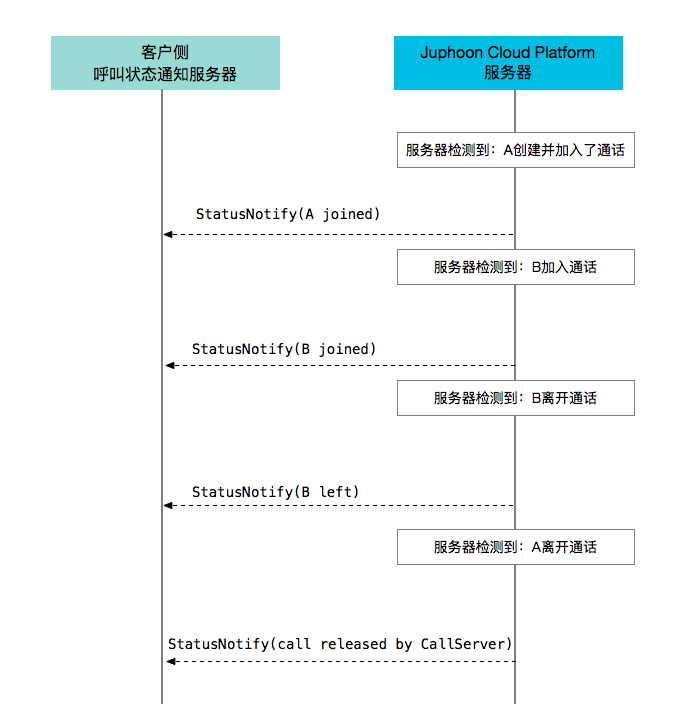 客户侧
呼叫状态通知服务器
Juphoon Cloud Platform
服务器
服务器检测到：A创建并加入了通话
StatusNotify(A joined)
服务器检测到：B加入通话
StatusNotify(B joined)
服务器检测到：B离开通话
StatusNotify(B left)
服务器检测到：A离开通话
StatusNotify(call released by CallServer)